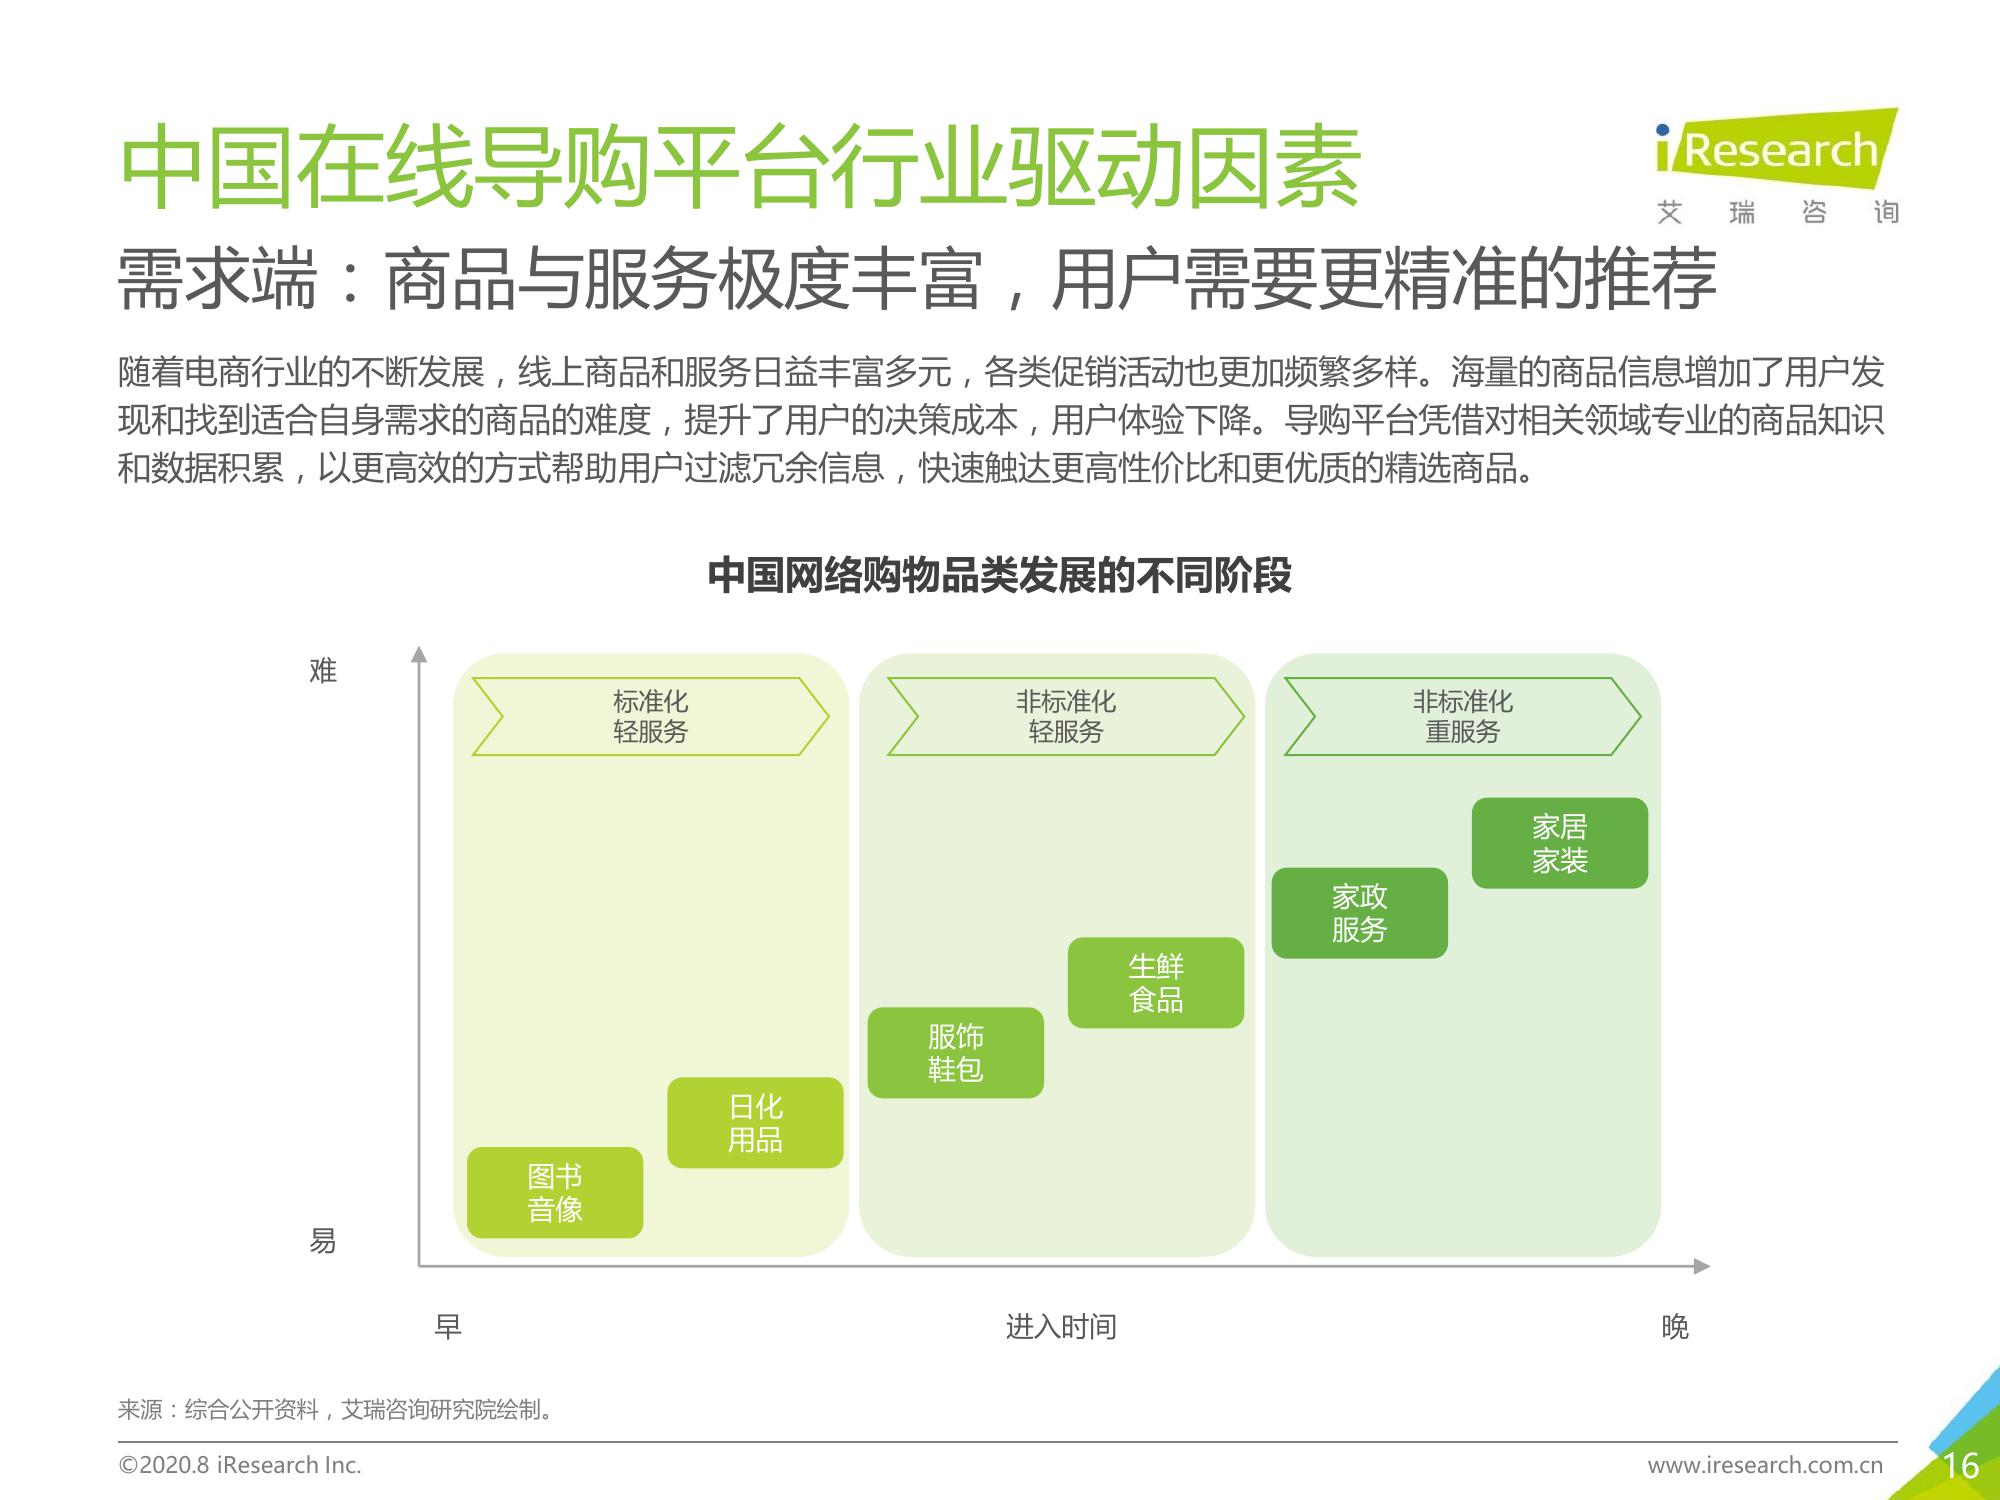 中国在线导购平台行业驱动因素
iResearch
艾瑞咨询
需求端：商品与服务极度丰富，用户需要更精准的推荐
随着电商行业的不断发展，线上商品和服务日益丰富多元，各类促销活动也更加频繁多样。海量的商品信息增加了用户发
现和找到适合自身需求的商品的难度，提升了用户的决策成本，用户体验下降。导购平台凭借对相关领域专业的商品知识
和数据积累，以更高效的方式帮助用户过滤冗余信息，快速触达更高性价比和更优质的精选商品。
中国网络购物品类发展的不同阶段
难
标准化
轻服务
非标准化
轻服务
非标准化
重服务
家居
家装
家政
服务
生鲜
食品
服饰
鞋包
日化
用品
图书
音像
易
早
进入时间
晚
来源：综合公开资料，艾瑞咨询研究院绘制。
©2020.8 iResearch Inc.
www.iresearch.com.cn
16